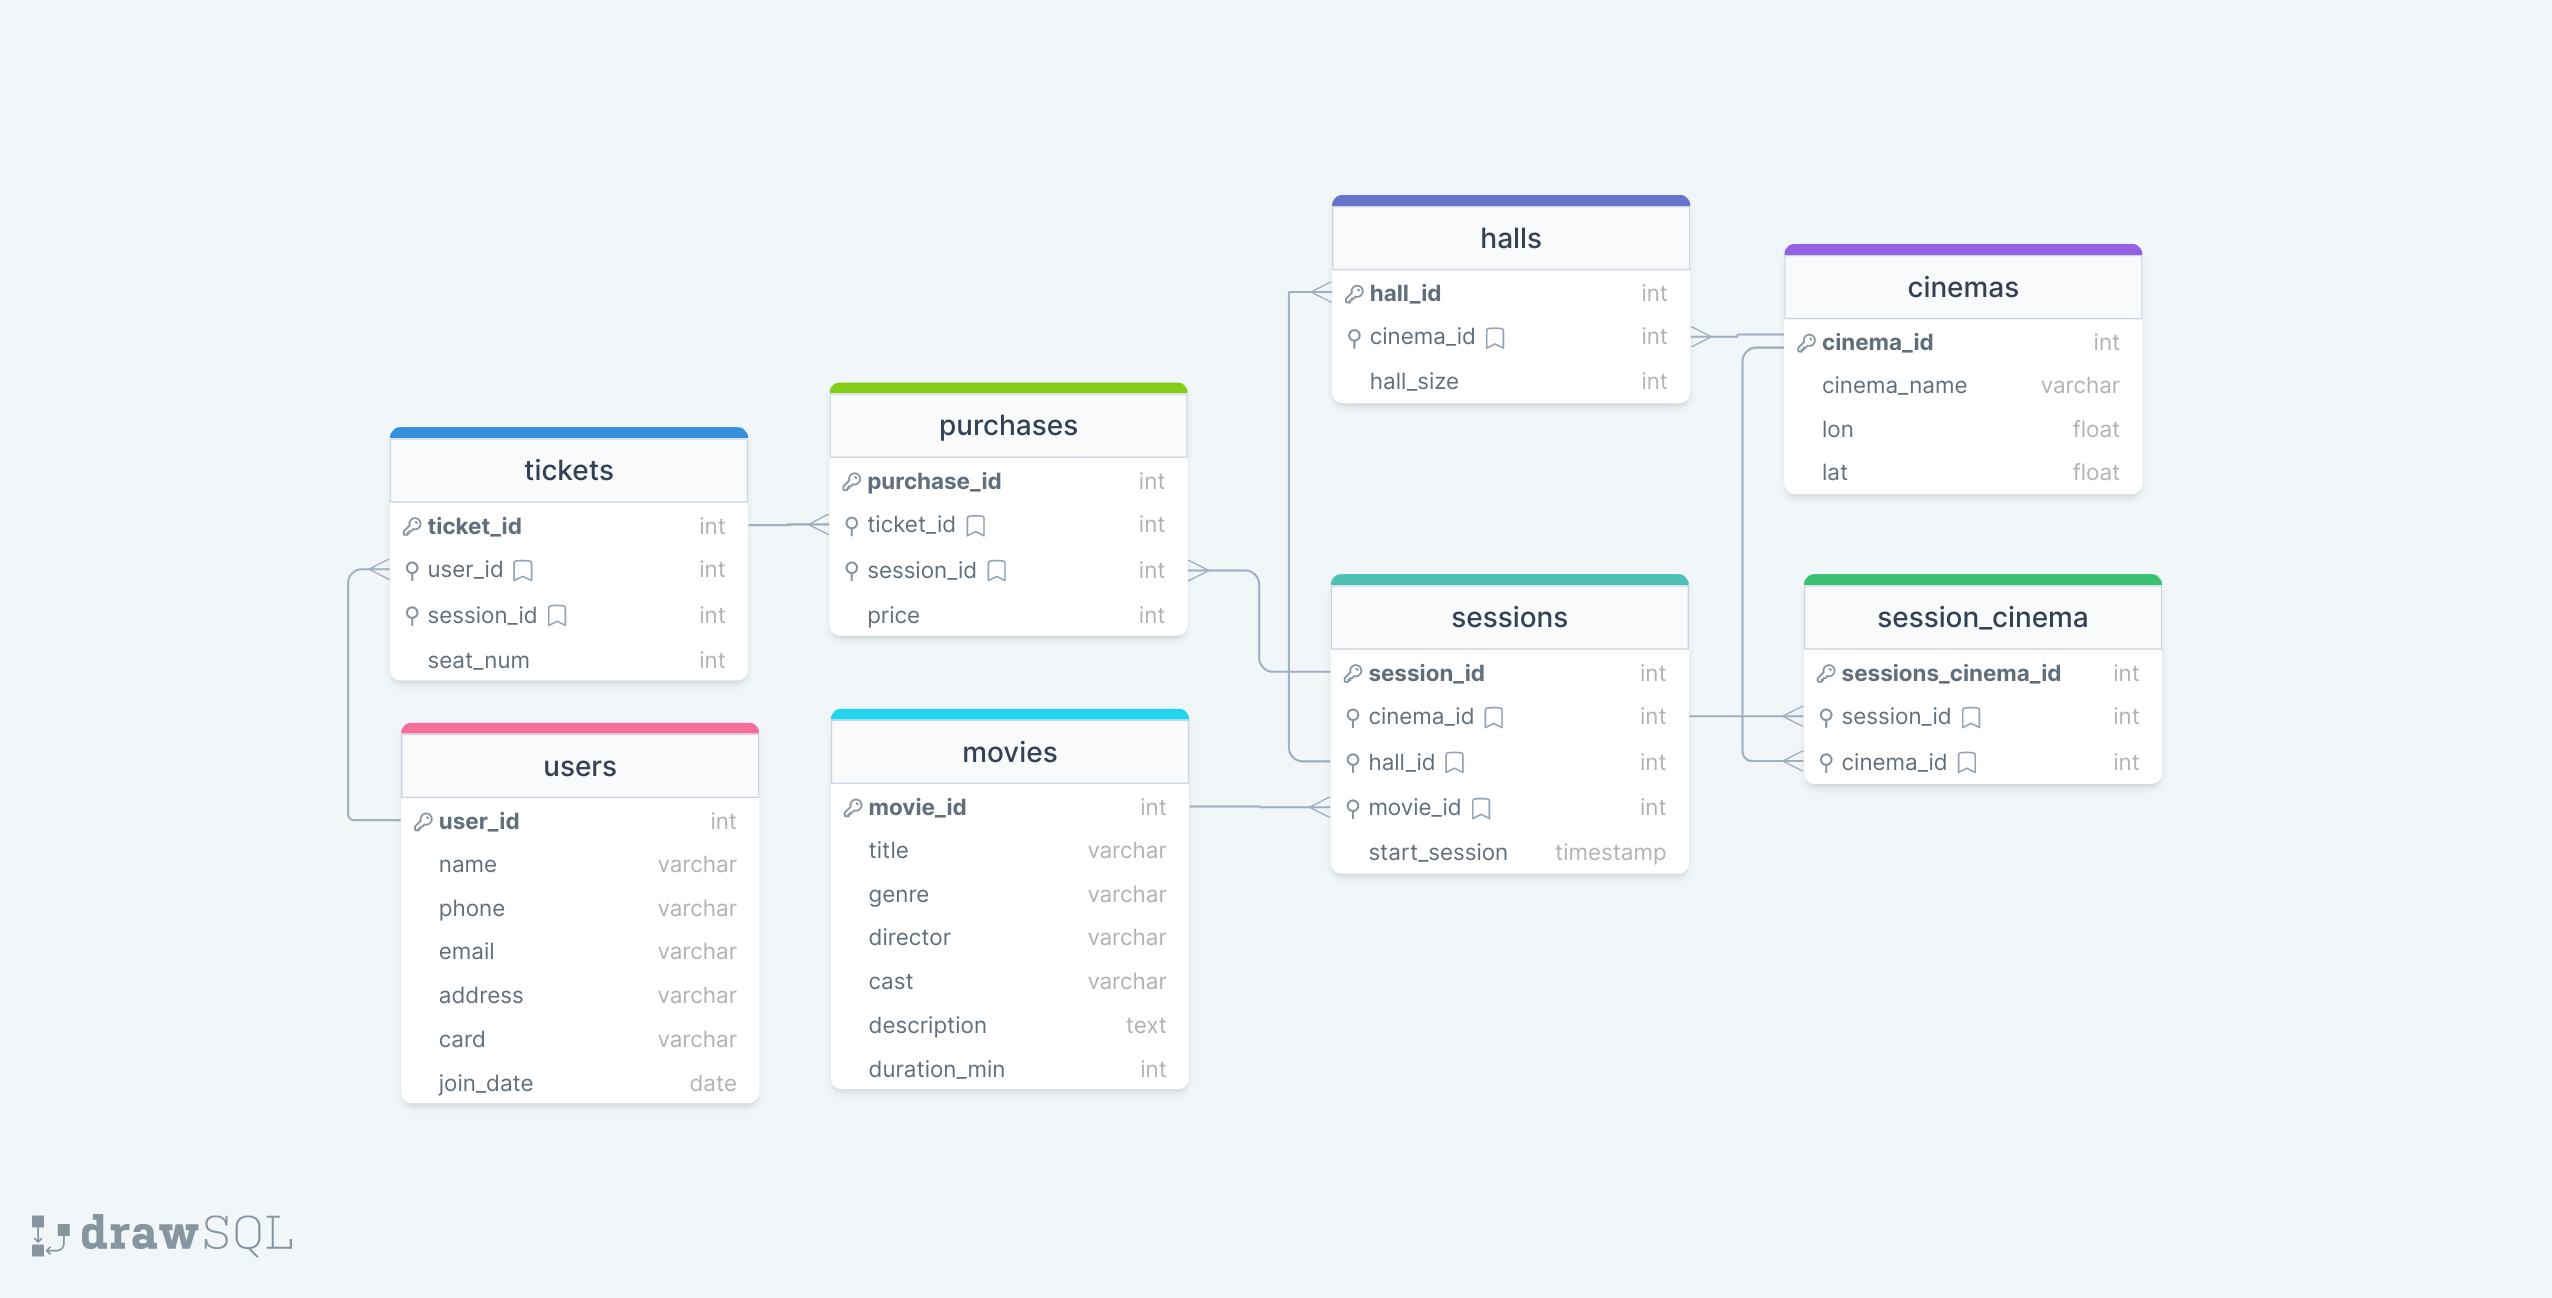 halls
hall_id int
cinema_id int
hall_size int
cinemas
cinema_id int
cinema_name varchar
lon float
lat float
purchases
purchase_id int
ticket_id int
session_id int
price int
tickets
ticket_id int
user_id int
session_id int
seat_num int
sessions
session_id int
cinema_id int
hall_id int
movie_id int
start_session timestamp
session_cinema
sessions_cinema_id int
session_id int
cinema_id int
users
user_id int
name varchar
phone varchar
email varchar
address varchar
card varchar
join_date date
movies
movie_id int
title varchar
genre varchar
director varchar
cast varchar
description text
duration_min int
drawSQL